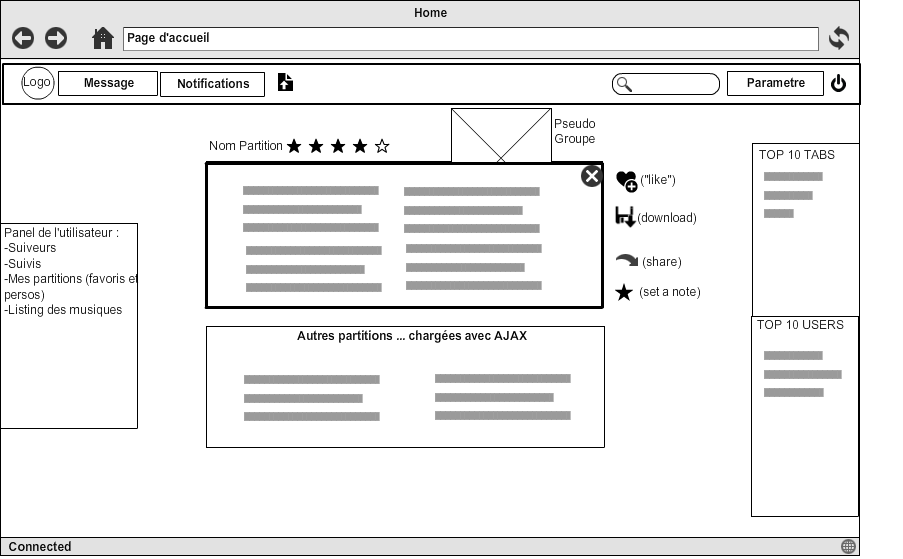 Home
Page d'accueil
Logo
Message
Notifications
Parametre
Nom Partition
Pseudo
Groupe
("like")
(download)
(share)
(set a note)
Panel de l'utilisateur :
-Suiveurs
-Suivis
-Mes partitions (favoris et
persos)
-Listing des musiques
Autres partitions ... chargées avec AJAX
TOP 10 TABS
TOP 10 USERS
Connected